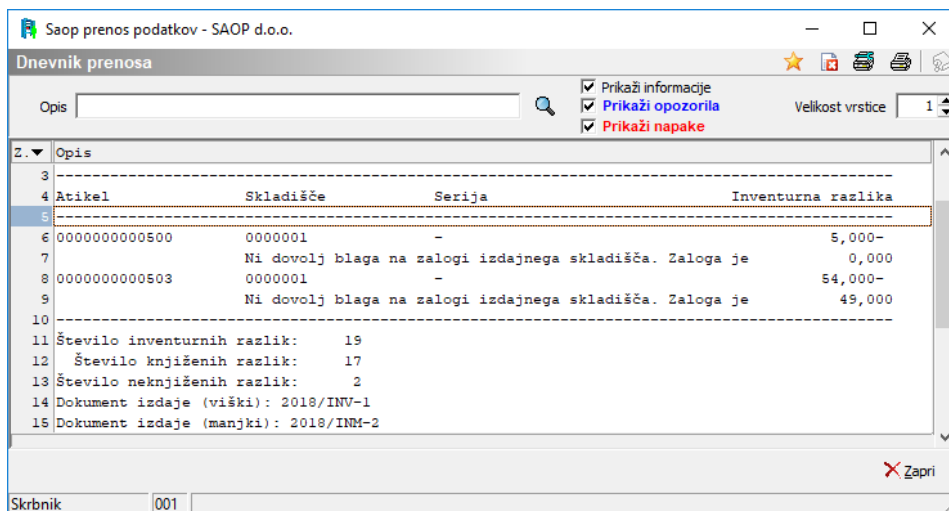 Saop prenos podatkov - SAOP d.o.o.
Dnevnik prenosa
Opis
Prikaži informacije
Prikaži opozorila
Prikaži napake
Velikost vrstice 1
Z. Opis
3 ----------------------------------------------------------------------------------------
4 Atikel Skladišče Serija Inventurna razlika
5 ----------------------------------------------------------------------------------------
6 0000000000500 0000001 - 5,000-
7 Ni dovolj blaga na zalogi izdajnega skladišča. Zaloga je 0,000
8 0000000000503 0000001 - 54,000-
9 Ni dovolj blaga na zalogi izdajnega skladišča. Zaloga je 49,000
10 ----------------------------------------------------------------------------------------
11 Število inventurnih razlik: 19
12 Število knjiženih razlik: 17
13 Število neknjiženih razlik: 2
14 Dokument izdaje (viški): 2018/INV-1
15 Dokument izdaje (manjki): 2018/INM-2
Zapri
Skrbnik 001